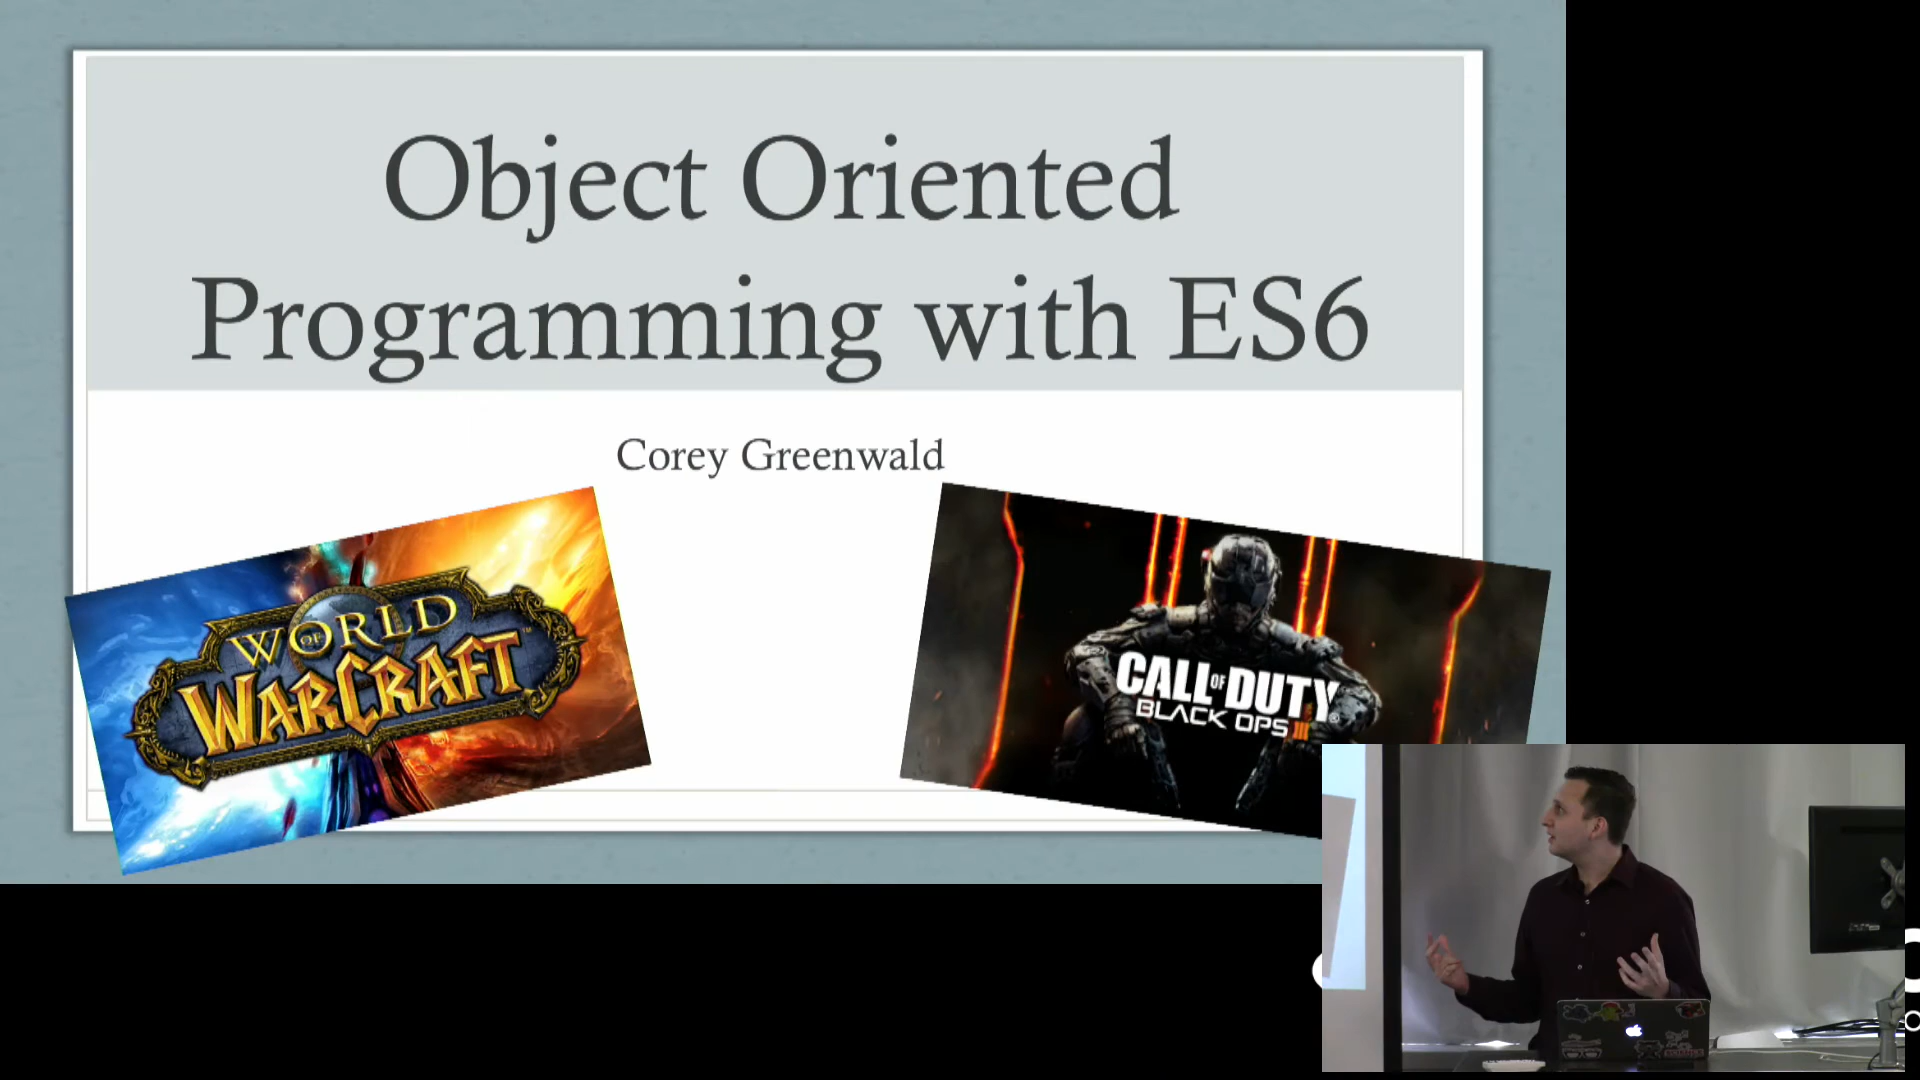 Object Oriented
Programming with ES6
Corey Greenwald
WORLD
OF
WARCRAFT
CALL OF DUTY
BLACK OPS III